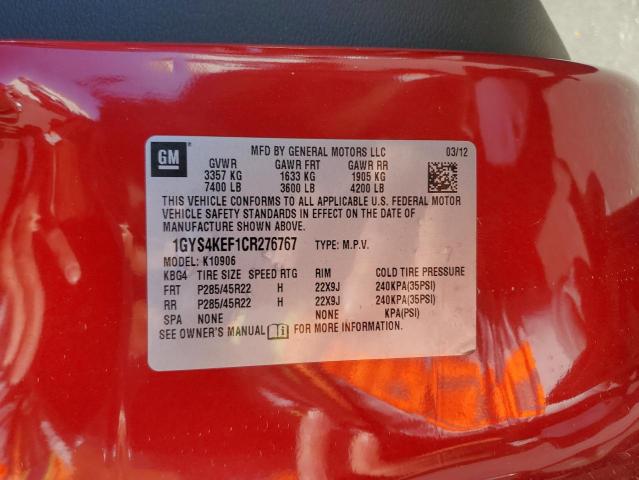 GM
MFD BY GENERAL MOTORS LLC 03/12
GVWR GAWR FRT GAWR RR
3357 KG 1633 KG 1905 KG
7400 LB 3600 LB 4200 LB
THIS VEHICLE CONFORMS TO ALL APPLICABLE U.S. FEDERAL MOTOR
VEHICLE SAFETY STANDARDS IN EFFECT ON THE DATE OF
MANUFACTURE SHOWN ABOVE.
1GYS4KEF1CR276767 TYPE: M.P.V.
MODEL: K10906
KBG4 TIRE SIZE SPEED RTG RIM COLD TIRE PRESSURE
FRT P285/45R22 H 22X9J 240KPA(35PSI)
RR P285/45R22 H 22X9J 240KPA(35PSI)
SPA NONE NONE KPA(PSI)
SEE OWNER'S MANUAL FOR MORE INFORMATION.